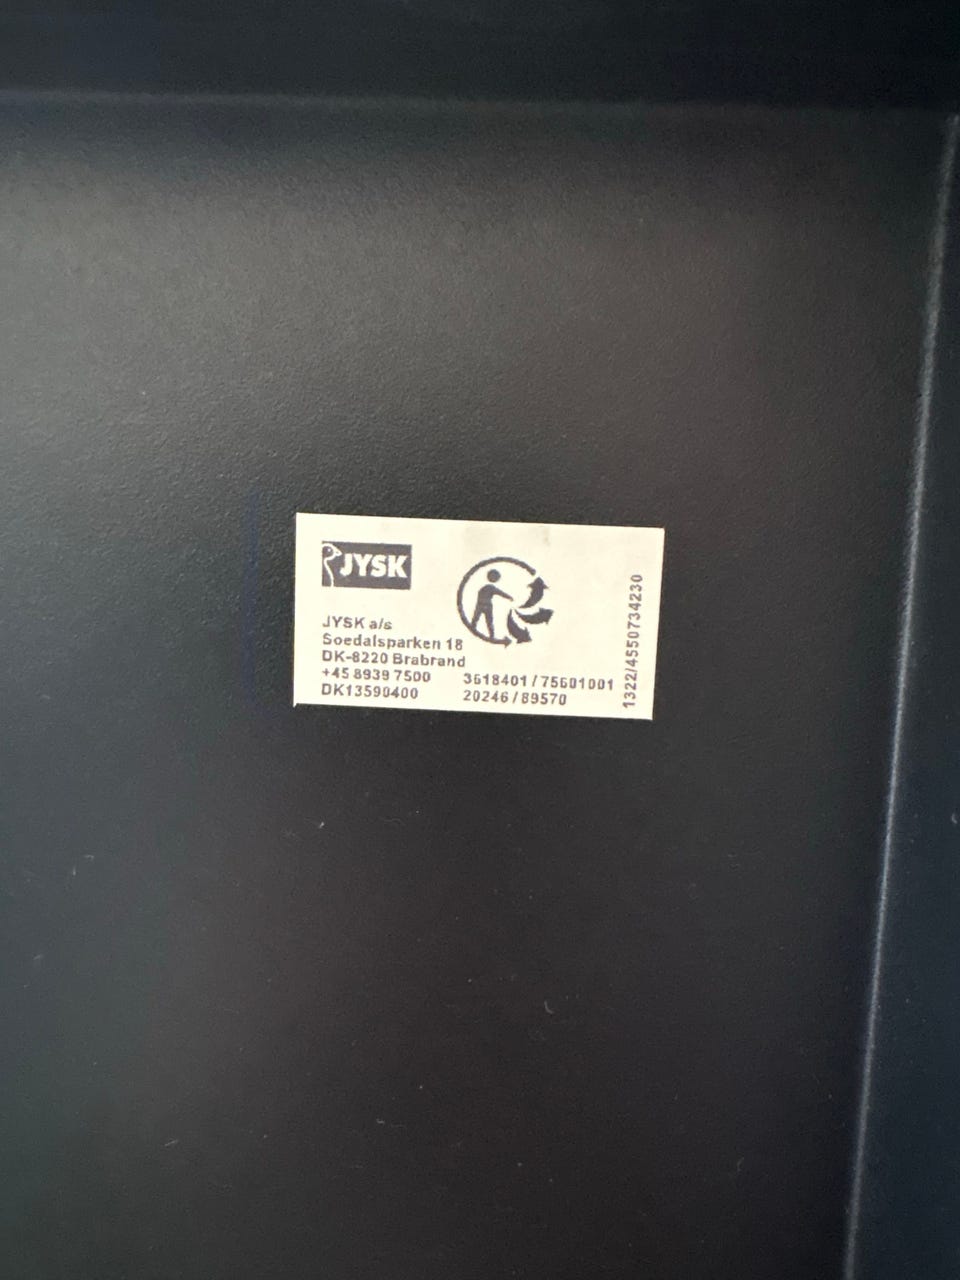 JYSK
JYSK a/s
Soedalsparken 18
DK-8220 Brabrand
+45 8939 7500
DK13590400
3618401 / 75601001
20246 / 89570
1322/4550734230